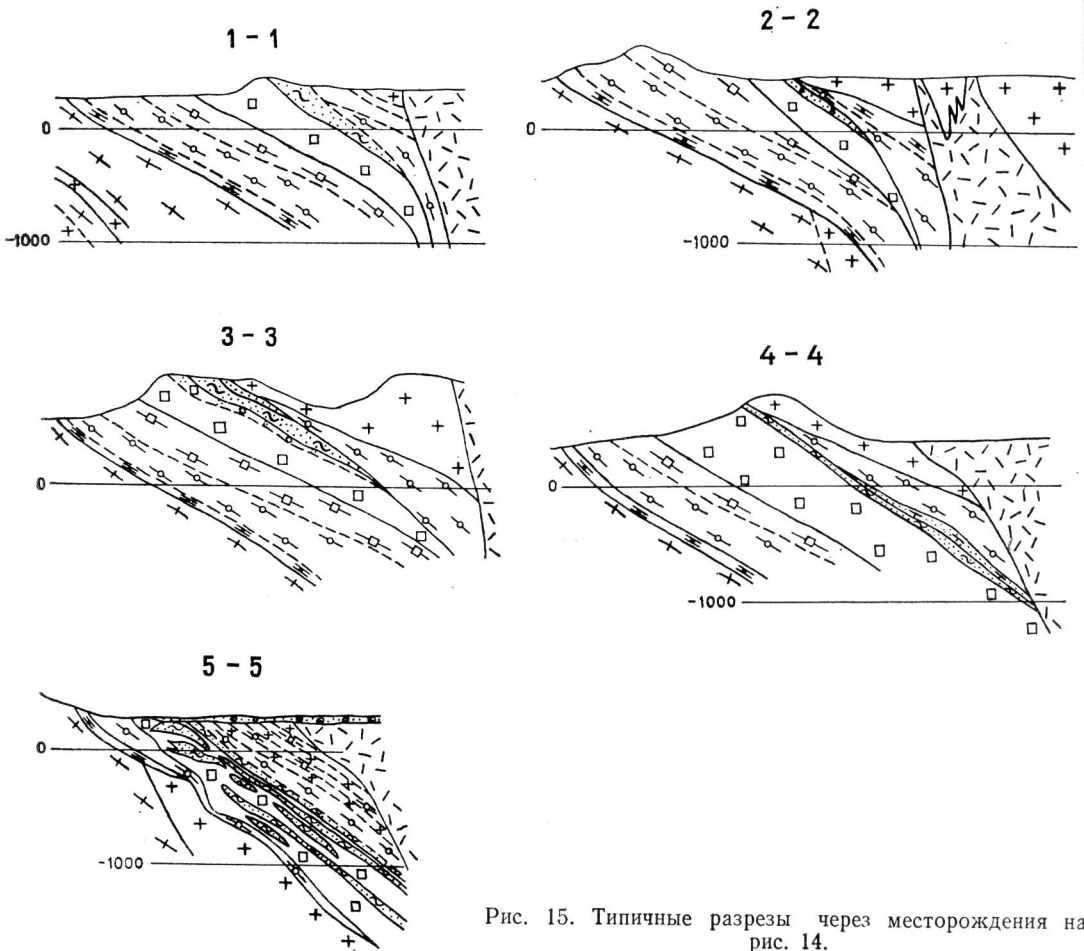 1 - 1
2 - 2
0
-1000
0
-1000
3 - 3
4 - 4
0
0
-1000
5 - 5
0
-1000
Рис. 15. Типичные разрезы через месторождения на
рис. 14.